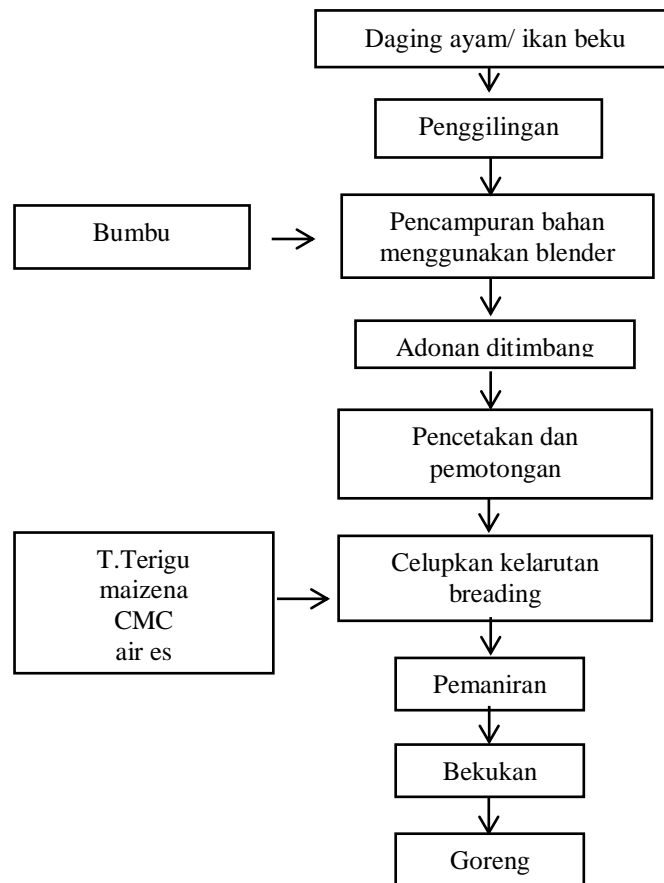 Daging ayam/ ikan beku
Penggilingan
Bumbu
Pencampuran bahan
menggunakan blender
Adonan ditimbang
Pencetakan dan
pemotongan
T.Terigu
maizena
CMC
air es
Celupkan kelarutan
breading
Pemaniran
Bekukan
Goreng